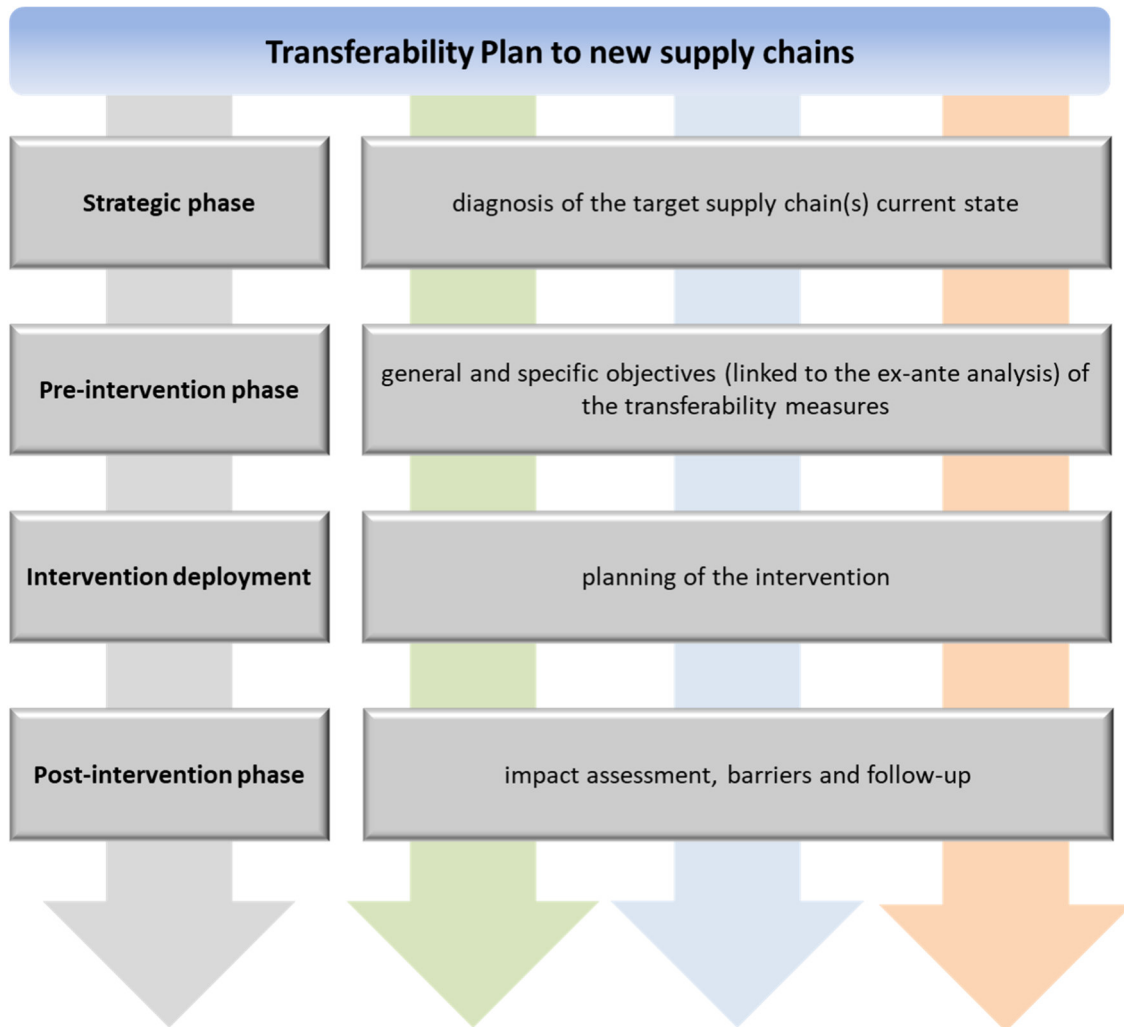 Transferability Plan to new supply chains
Strategic phase
diagnosis of the target supply chain(s) current state
Pre-intervention phase
general and specific objectives (linked to the ex-ante analysis) of
the transferability measures
Intervention deployment
planning of the intervention
Post-intervention phase
impact assessment, barriers and follow-up